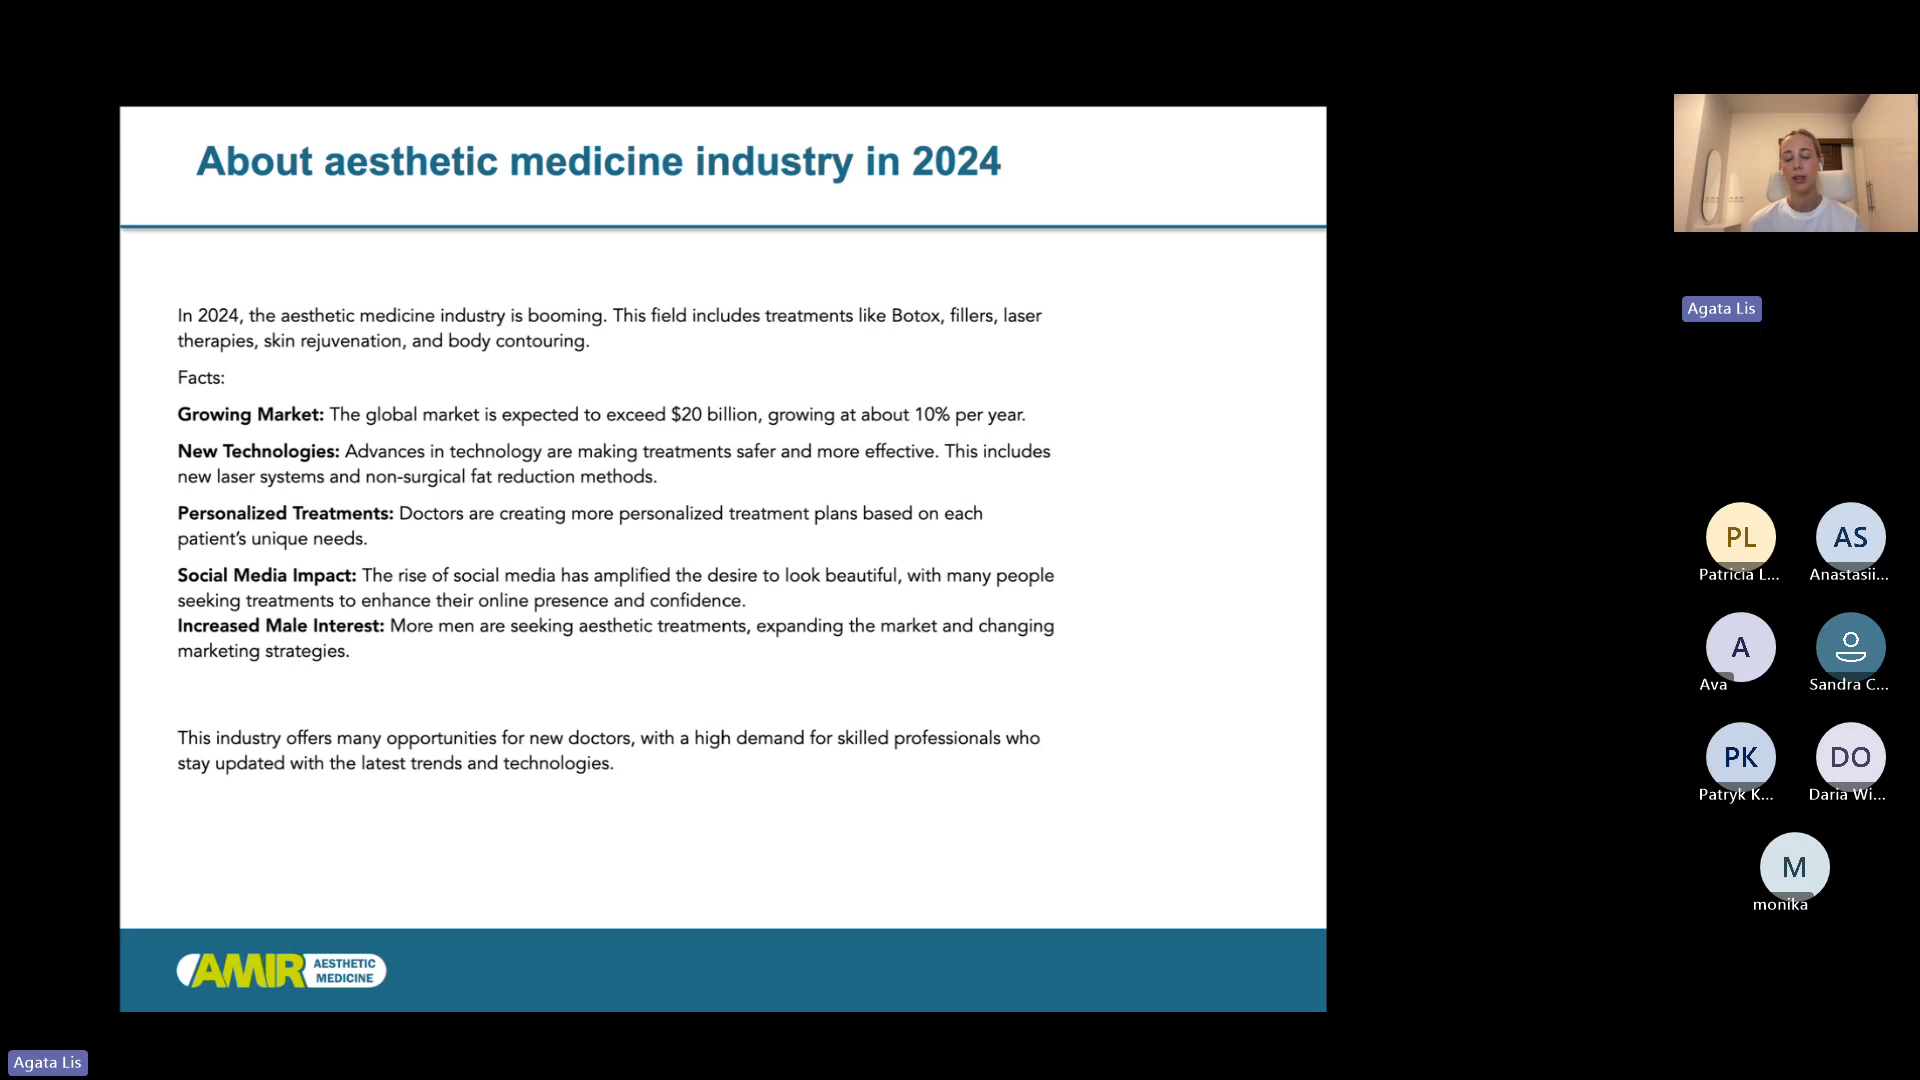 About aesthetic medicine industry in 2024
In 2024, the aesthetic medicine industry is booming. This field includes treatments like Botox, fillers, laser
therapies, skin rejuvenation, and body contouring.
Facts:
Growing Market: The global market is expected to exceed $20 billion, growing at about 10% per year.
New Technologies: Advances in technology are making treatments safer and more effective. This includes
new laser systems and non-surgical fat reduction methods.
Personalized Treatments: Doctors are creating more personalized treatment plans based on each
patient’s unique needs.
Social Media Impact: The rise of social media has amplified the desire to look beautiful, with many people
seeking treatments to enhance their online presence and confidence.
Increased Male Interest: More men are seeking aesthetic treatments, expanding the market and changing
marketing strategies.
This industry offers many opportunities for new doctors, with a high demand for skilled professionals who
stay updated with the latest trends and technologies.
AMIR AESTHETIC
MEDICINE
Agata Lis
Agata Lis
PL AS
Patricia L... Anastasii...
A
Ava Sandra C...
PK DO
Patryk K... Daria Wi...
M
monika